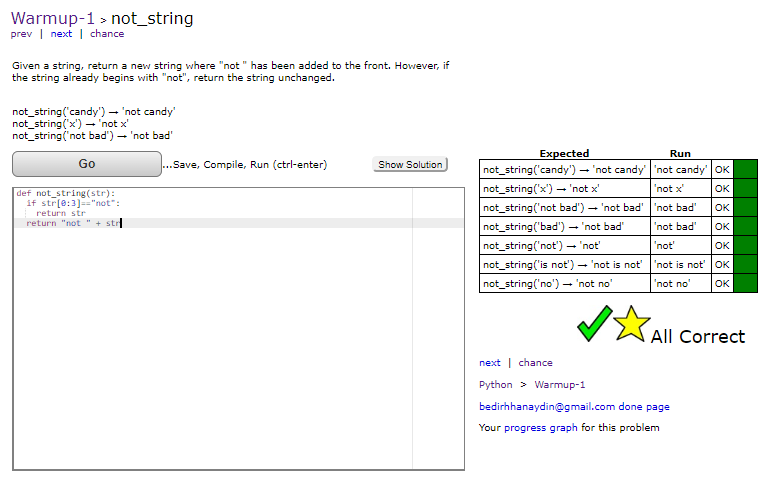 Warmup-1 > not_string
prev | next | chance
Given a string, return a new string where "not " has been added to the front. However, if
the string already begins with "not", return the string unchanged.
not_string('candy') → 'not candy'
not_string('x') → 'not x'
not_string('not bad') → 'not bad'
Go
...Save, Compile, Run (ctrl-enter)
Show Solution
def not_string(str):
  if str[0:3]=="not":
    return str
  return "not " + str
Expected Run
not_string('candy') → 'not candy' 'not candy' OK
not_string('x') → 'not x' 'not x' OK
not_string('not bad') → 'not bad' 'not bad' OK
not_string('bad') → 'not bad' 'not bad' OK
not_string('not') → 'not' 'not' OK
not_string('is not') → 'not is not' 'not is not' OK
not_string('no') → 'not no' 'not no' OK
All Correct
next | chance
Python > Warmup-1
bedirhhanaydin@gmail.com done page
Your progress graph for this problem